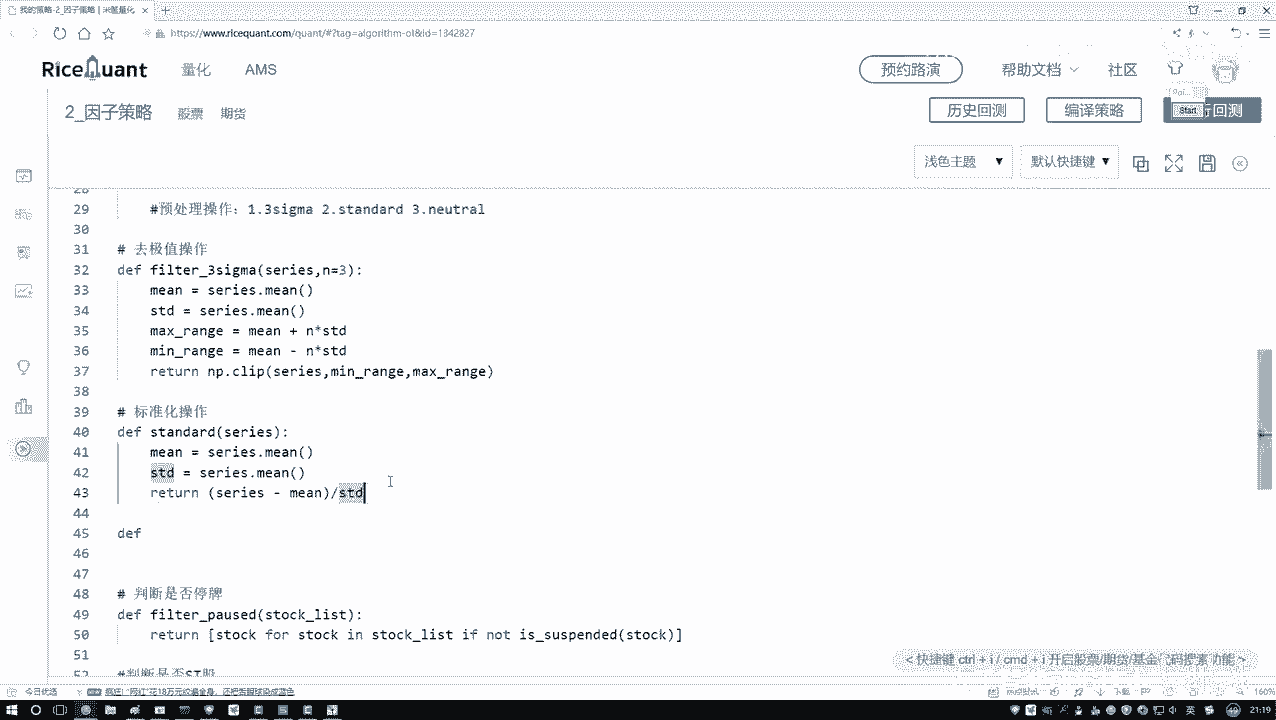 我的策略-2_因子策略 | 米筐量化
https://www.ricequant.com/quant/#?tag=algorithm-ol&id=1842827
RiceQuant
量化
AMS
预约路演
帮助文档
社区
2_因子策略
股票
期货
历史回测
编译策略
Start
行回测
浅色主题
默认快捷键
28
29 #预处理操作：1.3sigma 2.standard 3.neutral
30
31 # 去极值操作
32 def filter_3sigma(series,n=3):
33 mean = series.mean()
34 std = series.mean()
35 max_range = mean + n*std
36 min_range = mean - n*std
37 return np.clip(series,min_range,max_range)
38
39 # 标准化操作
40 def standard(series):
41 mean = series.mean()
42 std = series.mean()
43 return (series - mean)/std
44
45 def
46
47
48 # 判断是否停牌
49 def filter_paused(stock_list):
50 return [stock for stock in stock_list if not is_suspended(stock)]
51
52 #判断是否ST股
快捷键 ctrl + i / cmd + i 开启股票/期货/基金
今日优选
160%
21:19